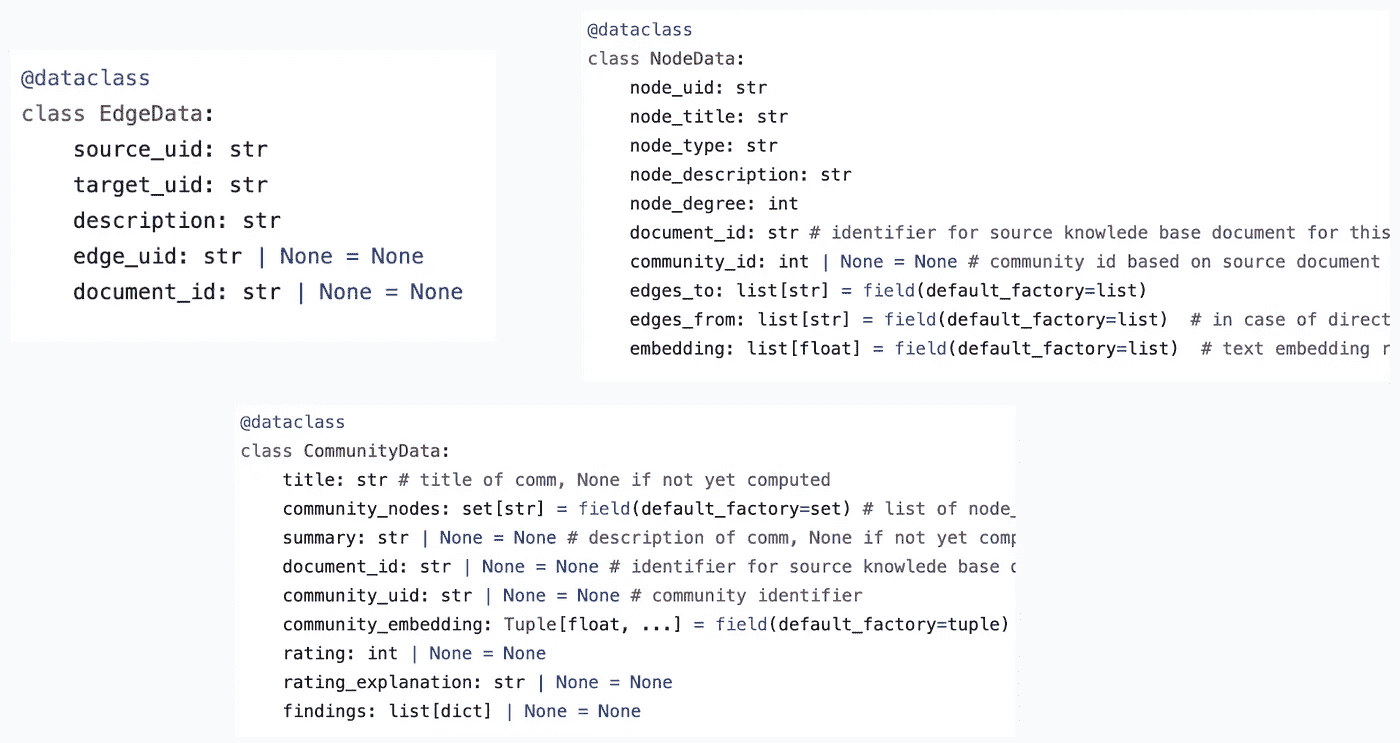 @dataclass
class EdgeData:
    source_uid: str
    target_uid: str
    description: str
    edge_uid: str | None = None
    document_id: str | None = None
@dataclass
class NodeData:
    node_uid: str
    node_title: str
    node_type: str
    node_description: str
    node_degree: int
    document_id: str # identifier for source knowlede base document for this
    community_id: int | None = None # community id based on source document
    edges_to: list[str] = field(default_factory=list)
    edges_from: list[str] = field(default_factory=list)  # in case of direct
    embedding: list[float] = field(default_factory=list)  # text embedding r
@dataclass
class CommunityData:
    title: str # title of comm, None if not yet computed
    community_nodes: set[str] = field(default_factory=set) # list of node_
    summary: str | None = None # description of comm, None if not yet comp
    document_id: str | None = None # identifier for source knowlede base
    community_uid: str | None = None # community identifier
    community_embedding: Tuple[float, ...] = field(default_factory=tuple)
    rating: int | None = None
    rating_explanation: str | None = None
    findings: list[dict] | None = None